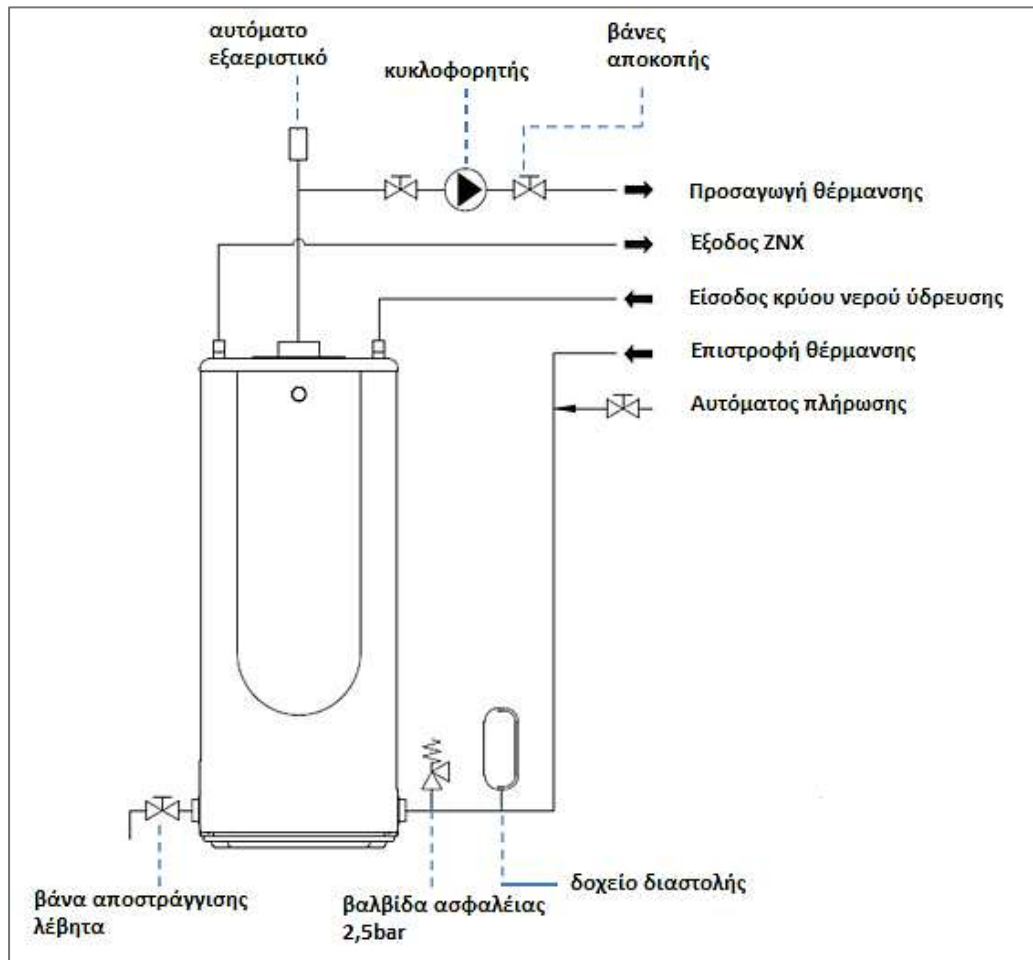 αυτόματο
εξαεριστικό
κυκλοφορητής
βάνες
αποκοπής
Προσαγωγή θέρμανσης
Έξοδος ΖΝΧ
Είσοδος κρύου νερού ύδρευσης
Επιστροφή θέρμανσης
Αυτόματος πλήρωσης
δοχείο διαστολής
βάνα αποστράγγισης
λέβητα
βαλβίδα ασφαλέιας
2,5bar